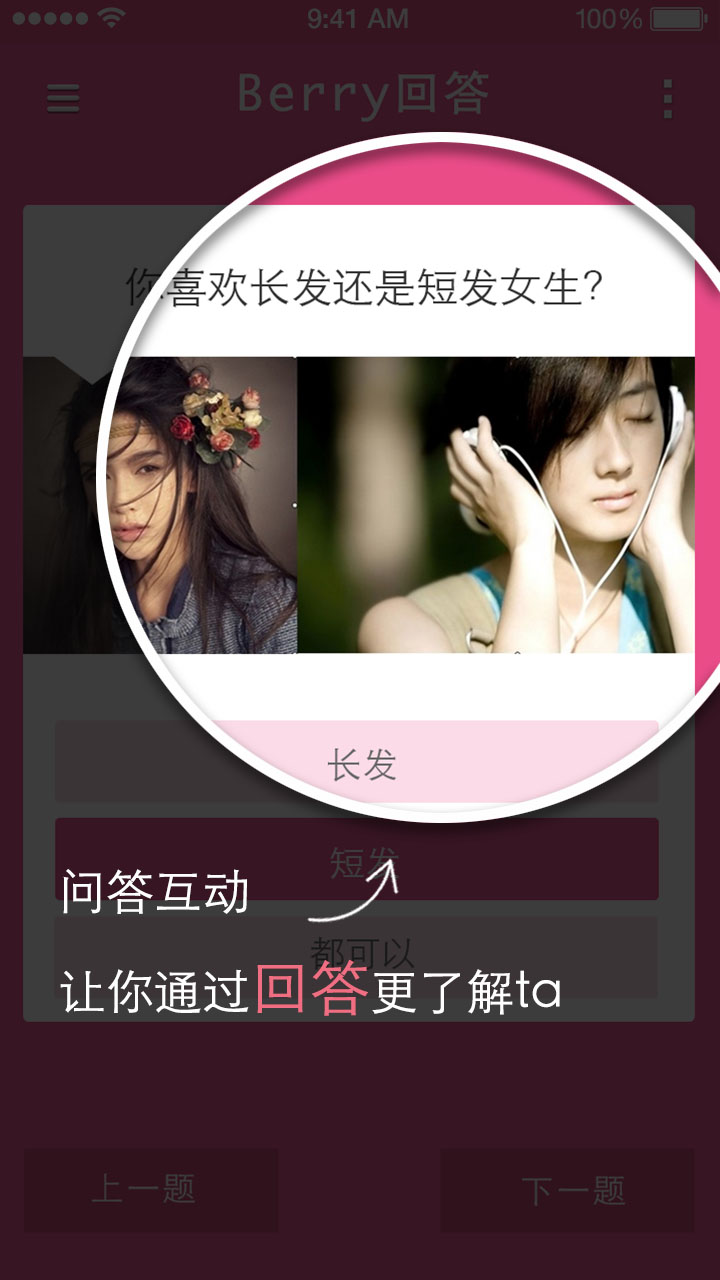 9:41 AM 100%
Berry回答
你喜欢长发还是短发女生?
长发
短发
问答互动
都可以
让你通过回答更了解ta
上一题 下一题